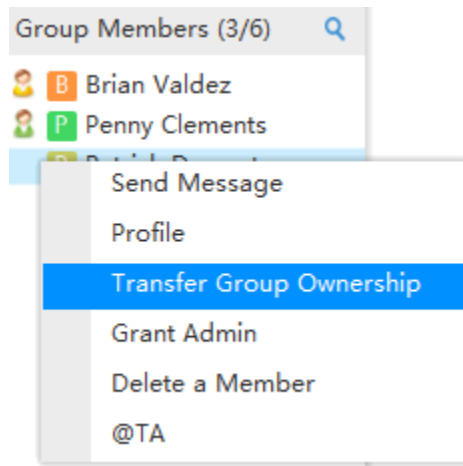 Group Members (3/6)
B Brian Valdez
P Penny Clements
Send Message
Profile
Transfer Group Ownership
Grant Admin
Delete a Member
@TA